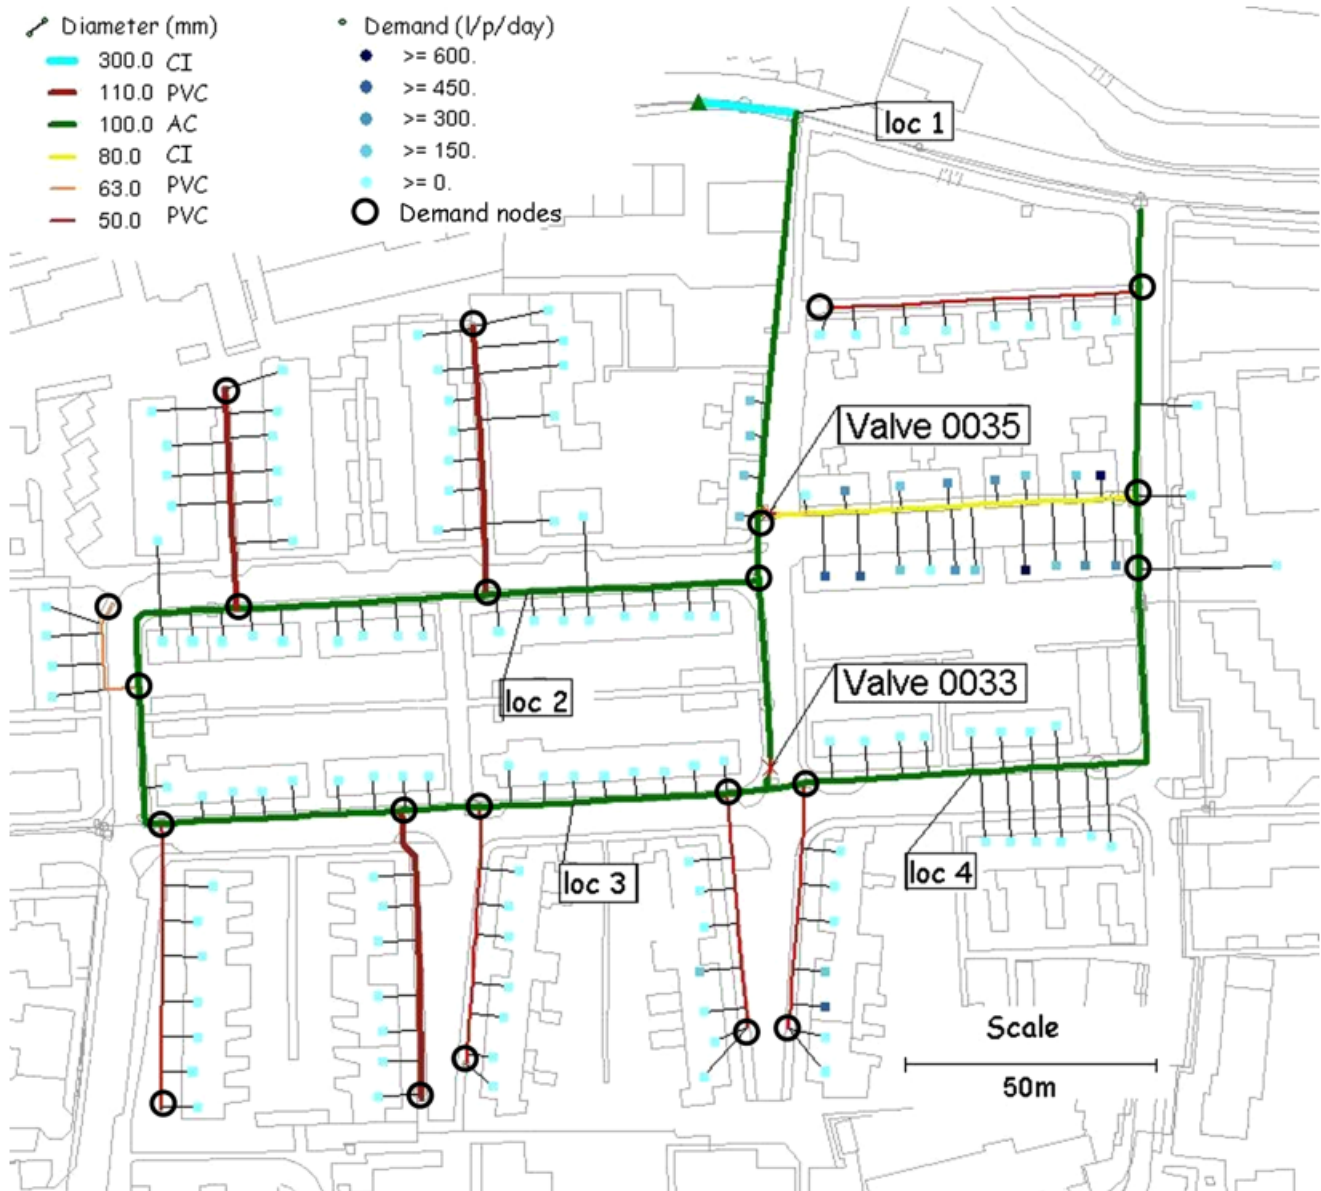 Diameter (mm)
300.0 CI
110.0 PVC
100.0 AC
80.0 CI
63.0 PVC
50.0 PVC
Demand (l/p/day)
>= 600.
>= 450.
>= 300.
>= 150.
>= 0.
Demand nodes
loc 1
Valve 0035
loc 2
Valve 0033
loc 3
loc 4
Scale
50m